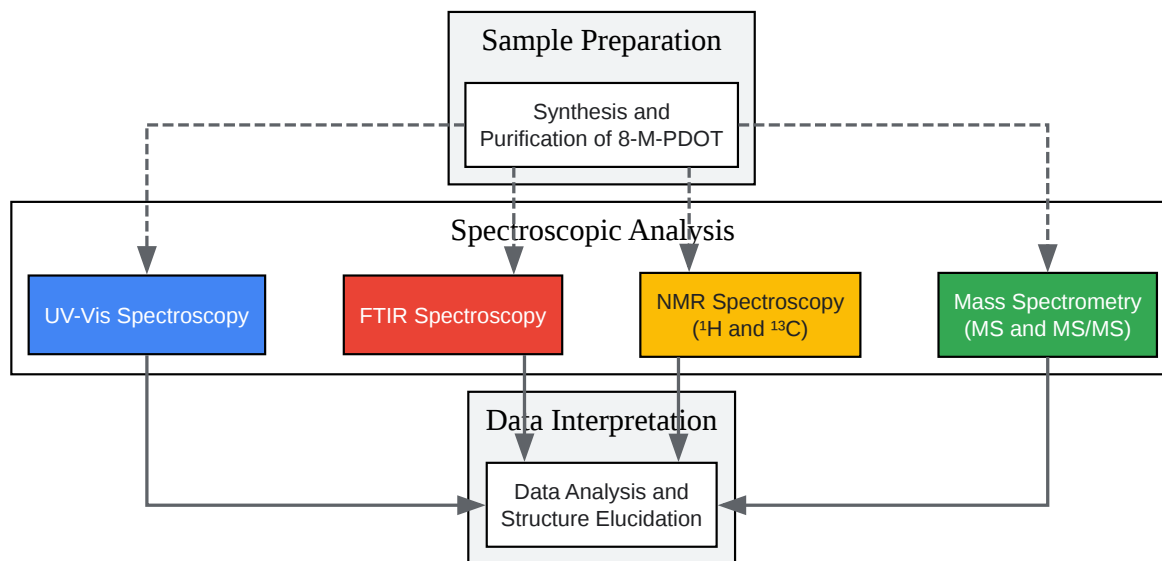 Sample Preparation
Synthesis and
Purification of 8-M-PDOT
Spectroscopic Analysis
UV-Vis Spectroscopy
FTIR Spectroscopy
NMR Spectroscopy
(¹H and ¹³C)
Mass Spectrometry
(MS and MS/MS)
Data Interpretation
Data Analysis and
Structure Elucidation